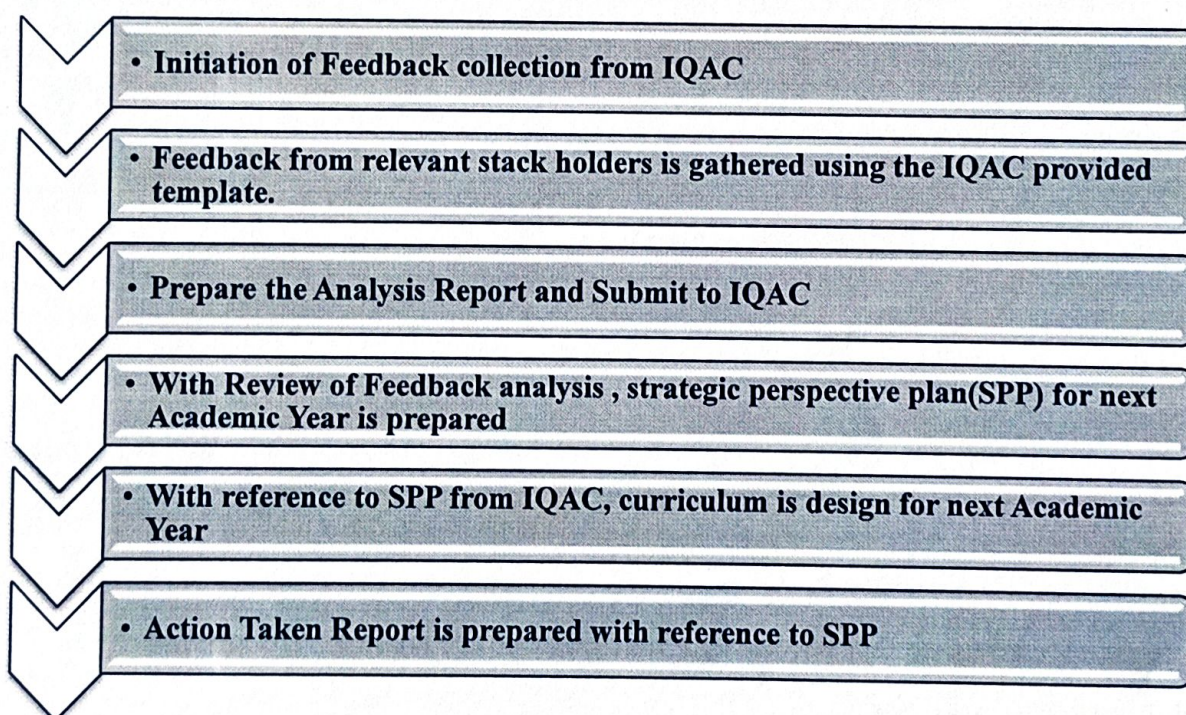 • Initiation of Feedback collection from IQAC
• Feedback from relevant stack holders is gathered using the IQAC provided
template.
• Prepare the Analysis Report and Submit to IQAC
• With Review of Feedback analysis , strategic perspective plan(SPP) for next
Academic Year is prepared
• With reference to SPP from IQAC, curriculum is design for next Academic
Year
• Action Taken Report is prepared with reference to SPP